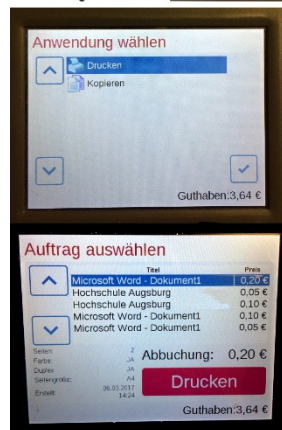 Anwendung wählen
Drucken
Kopieren
Guthaben:3,64 €
Auftrag auswählen
Titel Preis
Microsoft Word - Dokument1 0,20 €
Hochschule Augsburg 0,05 €
Hochschule Augsburg 0,10 €
Microsoft Word - Dokument1 0,10 €
Microsoft Word - Dokument1 0,05 €
Seiten: 2
Farbe: JA
Duplex JA
Seitengröße: A4
Erstellt: 06.03.2017
14:24
Abbuchung: 0,20 €
Drucken
Guthaben:3,64 €